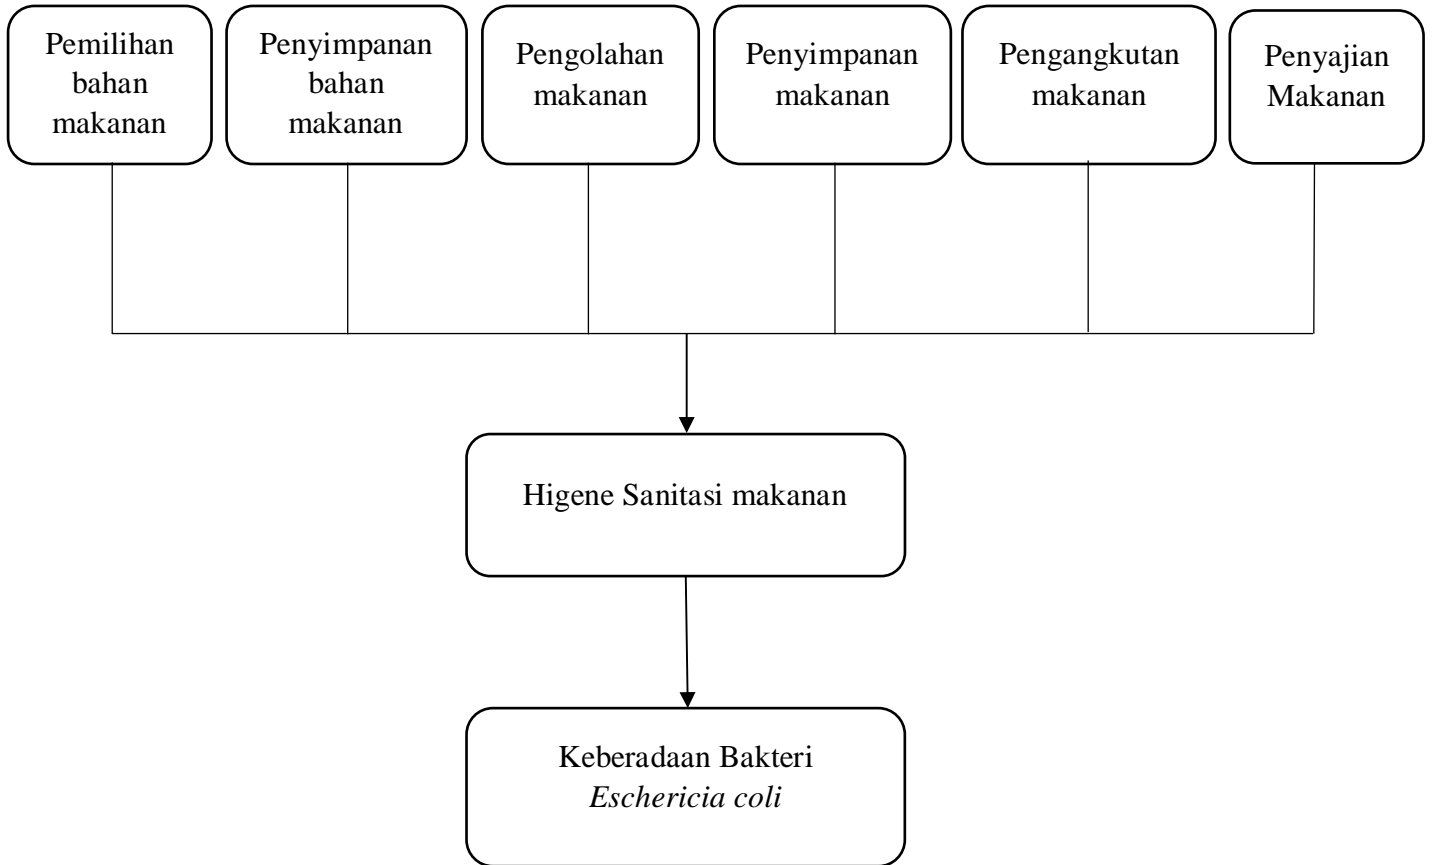 Pemilihan
bahan
makanan
Penyimpanan
bahan
makanan
Pengolahan
makanan
Penyimpanan
makanan
Pengangkutan
makanan
Penyajian
Makanan
Higene Sanitasi makanan
Keberadaan Bakteri
Eschericia coli